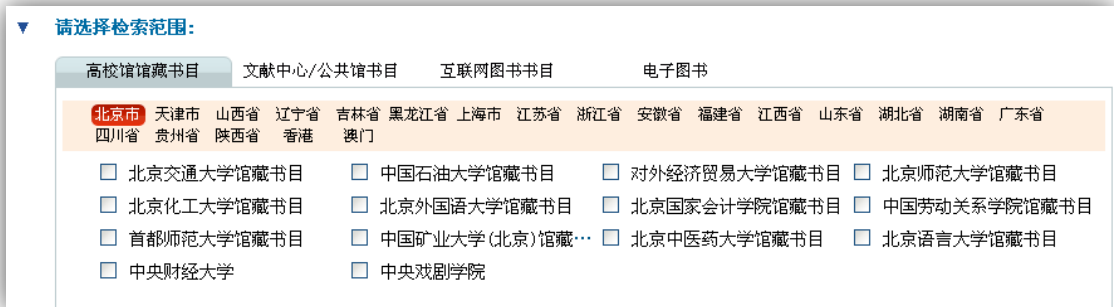 请选择检索范围：
高校馆馆藏书目 文献中心/公共馆书目 互联网图书书目 电子图书
北京市 天津市 山西省 辽宁省 吉林省 黑龙江省 上海市 江苏省 浙江省 安徽省 福建省 江西省 山东省 湖北省 湖南省 广东省
四川省 贵州省 陕西省 香港 澳门
北京交通大学馆藏书目 中国石油大学馆藏书目 对外经济贸易大学馆藏书目 北京师范大学馆藏书目
北京化工大学馆藏书目 北京外国语大学馆藏书目 北京国家会计学院馆藏书目 中国劳动关系学院馆藏书目
首都师范大学馆藏书目 中国矿业大学(北京)馆藏… 北京中医药大学馆藏书目 北京语言大学馆藏书目
中央财经大学 中央戏剧学院